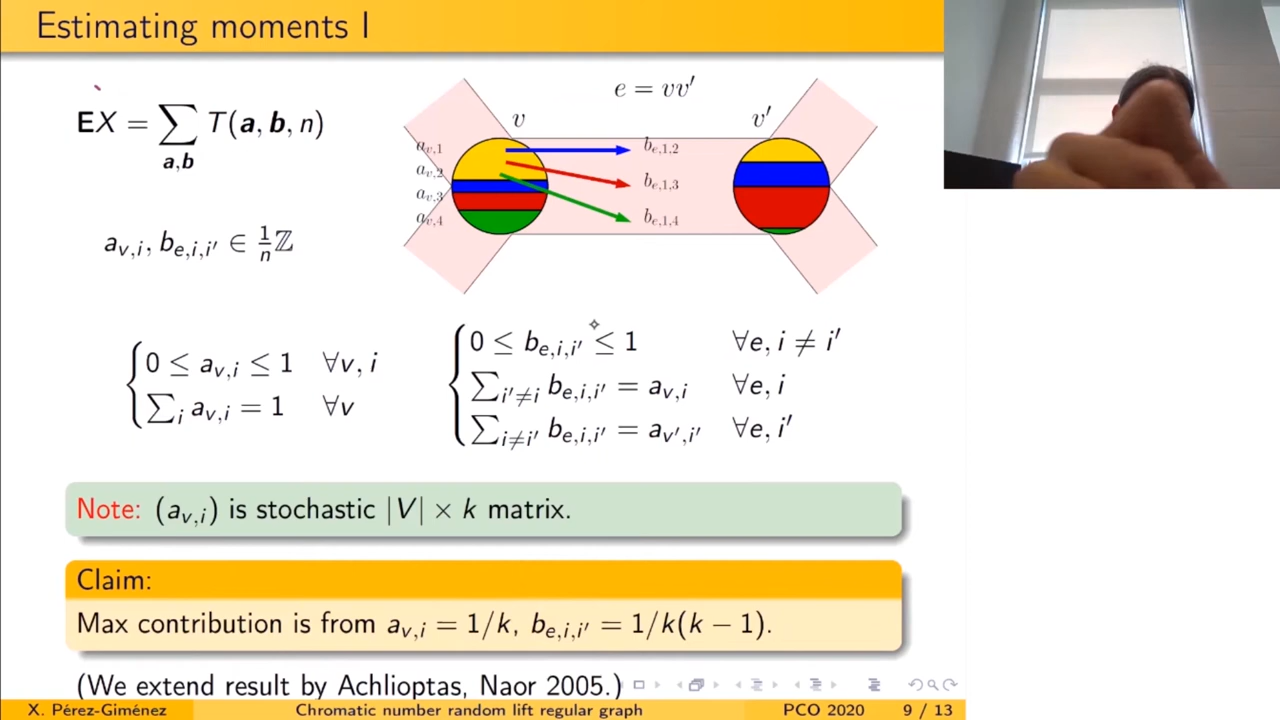 Estimating moments I
EX = ∑_{a,b} T(a, b, n)
e = vv′
v
v′
a_{v,1}
a_{v,2}
a_{v,3}
a_{v,4}
b_{e,1,2}
b_{e,1,3}
b_{e,1,4}
a_{v,i}, b_{e,i,i′} ∈ 1/n ℤ
0 ≤ a_{v,i} ≤ 1 ∀v, i
∑_i a_{v,i} = 1 ∀v
0 ≤ b_{e,i,i′} ≤ 1 ∀e, i ≠ i′
∑_{i′≠i} b_{e,i,i′} = a_{v,i} ∀e, i
∑_{i≠i′} b_{e,i,i′} = a_{v′,i′} ∀e, i′
Note: (a_{v,i}) is stochastic |V| × k matrix.
Claim:
Max contribution is from a_{v,i} = 1/k, b_{e,i,i′} = 1/k(k − 1).
(We extend result by Achlioptas, Naor 2005.)
X. Pérez-Giménez Chromatic number random lift regular graph PCO 2020 9 / 13